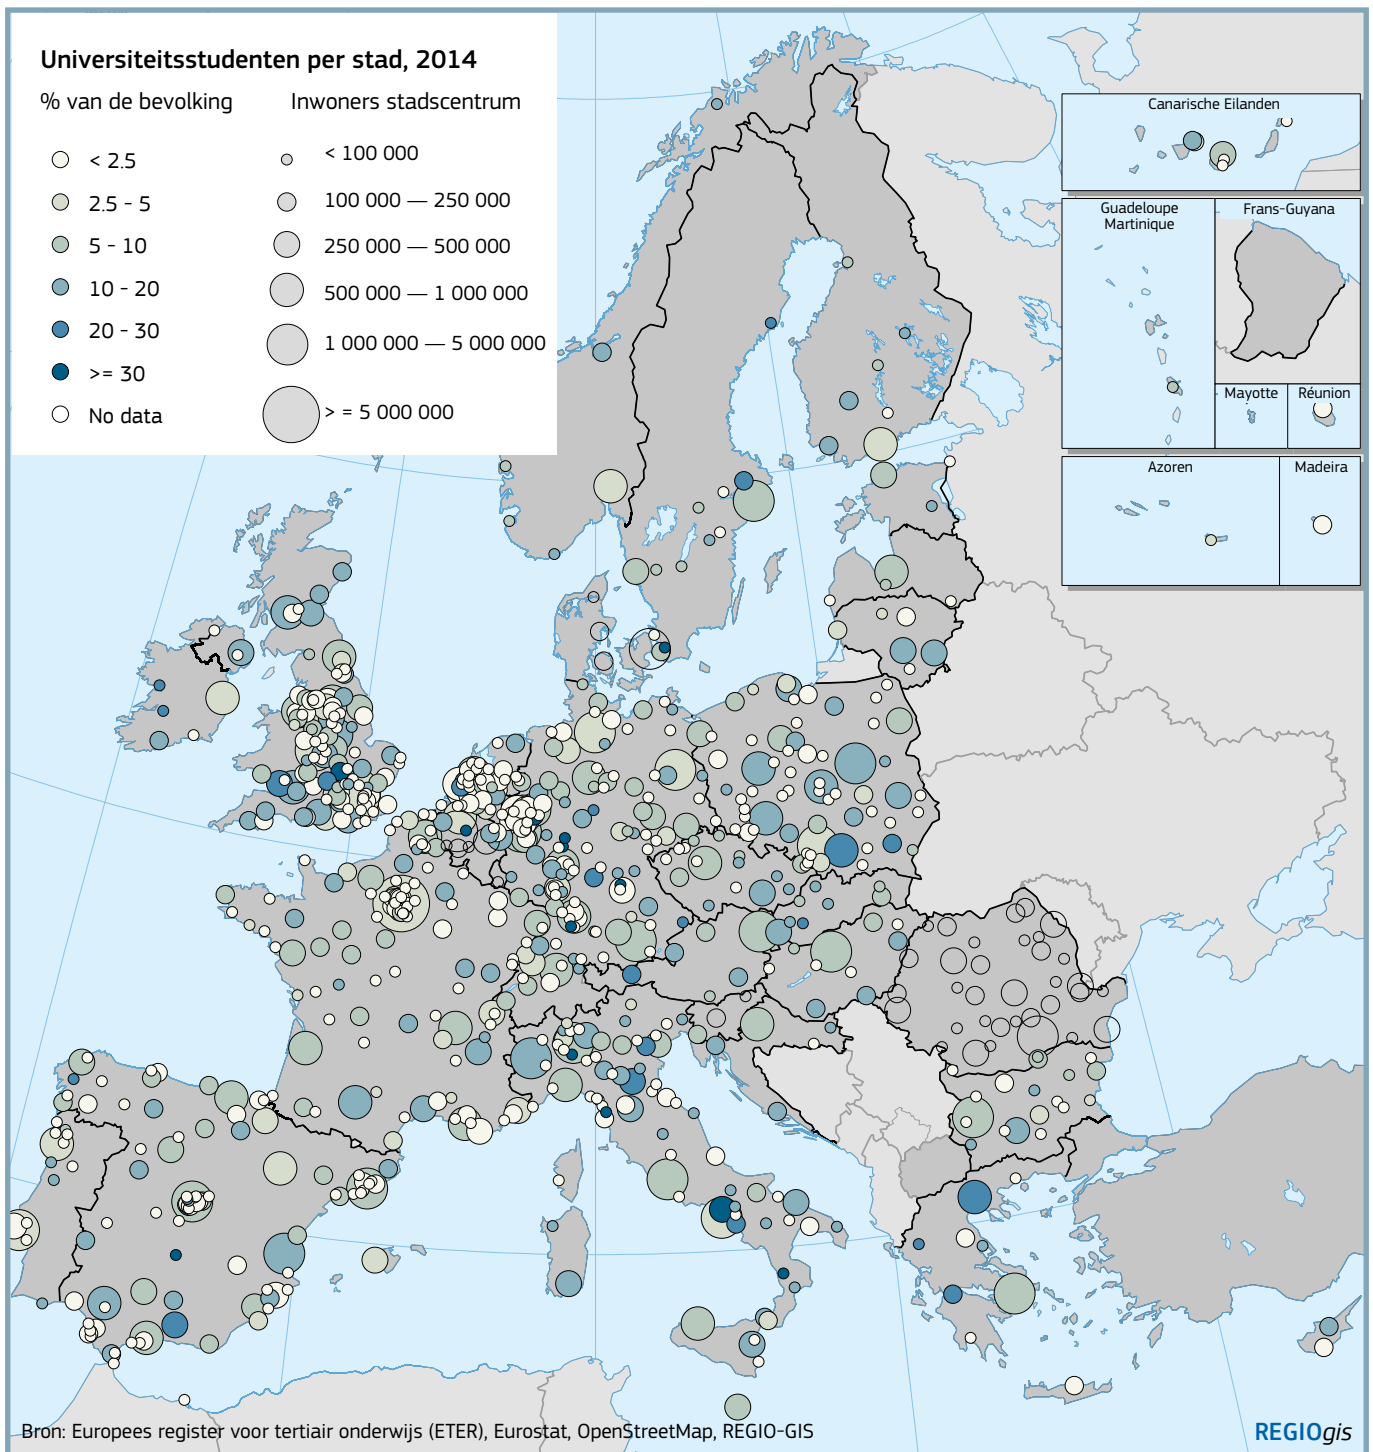 Universiteitsstudenten per stad, 2014
% van de bevolking
Inwoners stadscentrum
< 2.5
2.5 - 5
5 - 10
10 - 20
20 - 30
>= 30
No data
< 100 000
100 000 — 250 000
250 000 — 500 000
500 000 — 1 000 000
1 000 000 — 5 000 000
> = 5 000 000
Canarische Eilanden
Guadeloupe
Martinique
Frans-Guyana
Mayotte
Réunion
Azoren
Madeira
Bron: Europees register voor tertiair onderwijs (ETER), Eurostat, OpenStreetMap, REGIO-GIS
REGIOgis